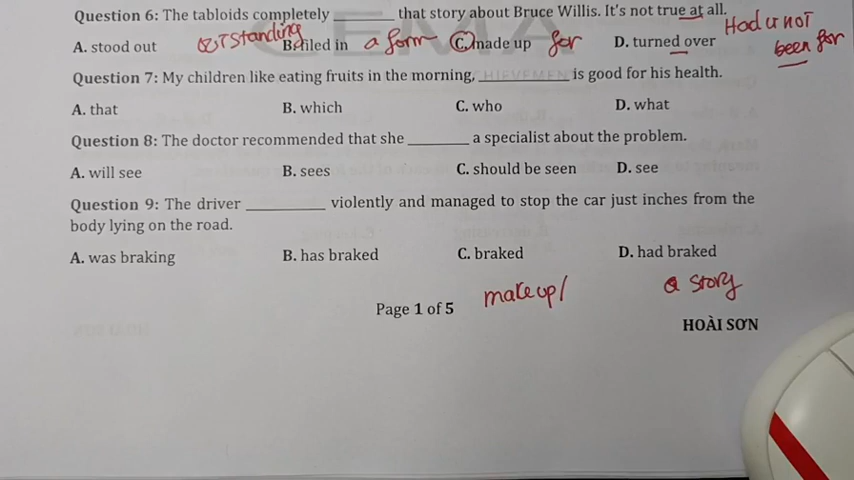 Question 6: The tabloids completely ________ that story about Bruce Willis. It's not true at all.
Had it not
been for
A. stood out outstanding B. filed in a form C. made up for D. turned over
Question 7: My children like eating fruits in the morning, ____________ is good for his health.
A. that B. which C. who D. what
Question 8: The doctor recommended that she ________ a specialist about the problem.
A. will see B. sees C. should be seen D. see
Question 9: The driver __________ violently and managed to stop the car just inches from the
body lying on the road.
A. was braking B. has braked C. braked D. had braked
make up / a story
Page 1 of 5
HOÀI SƠN